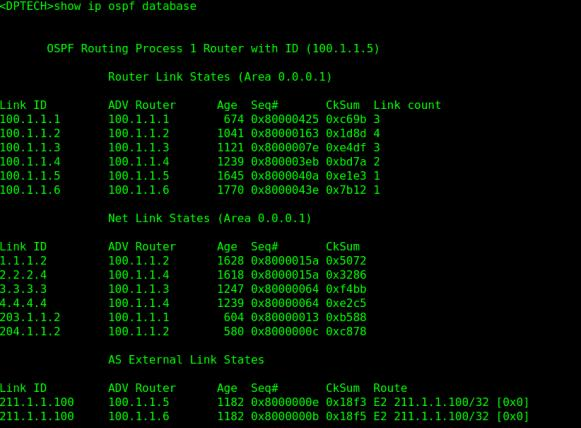 <DPTECH>show ip ospf database
OSPF Routing Process 1 Router with ID (100.1.1.5)
Router Link States (Area 0.0.0.1)
Link ID ADV Router Age Seq# CkSum Link count
100.1.1.1 100.1.1.1 674 0x80000425 0xc69b 3
100.1.1.2 100.1.1.2 1041 0x80000163 0x1d8d 4
100.1.1.3 100.1.1.3 1121 0x8000007e 0xe4df 3
100.1.1.4 100.1.1.4 1239 0x800003eb 0xbd7a 2
100.1.1.5 100.1.1.5 1645 0x8000040a 0xe1e3 1
100.1.1.6 100.1.1.6 1770 0x8000043e 0x7b12 1
Net Link States (Area 0.0.0.1)
Link ID ADV Router Age Seq# CkSum
1.1.1.2 100.1.1.2 1628 0x8000015a 0x5072
2.2.2.4 100.1.1.4 1618 0x8000015a 0x3286
3.3.3.3 100.1.1.3 1247 0x80000064 0xf4bb
4.4.4.4 100.1.1.4 1239 0x80000064 0xe2c5
203.1.1.2 100.1.1.1 604 0x80000013 0xb588
204.1.1.2 100.1.1.2 580 0x8000000c 0xc878
AS External Link States
Link ID ADV Router Age Seq# CkSum Route
211.1.1.100 100.1.1.5 1182 0x8000000e 0x18f3 E2 211.1.1.100/32 [0x0]
211.1.1.100 100.1.1.6 1182 0x8000000b 0x18f5 E2 211.1.1.100/32 [0x0]